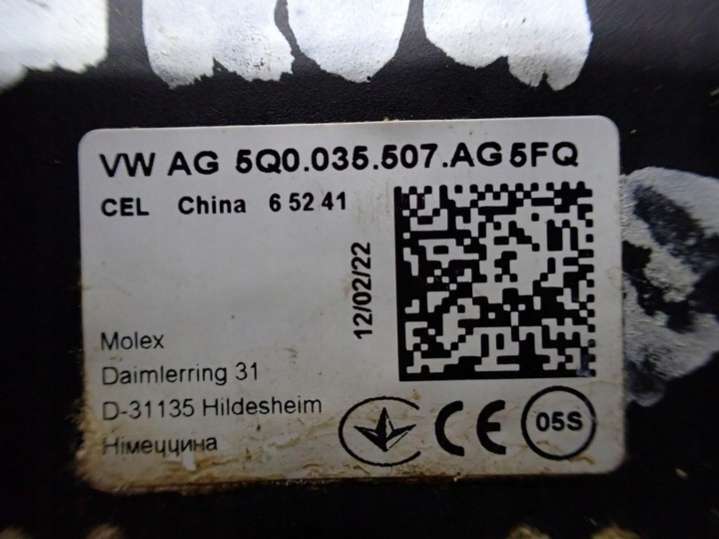 VW AG 5Q0.035.507.AG 5FQ
CEL China 6 52 41
12/02/22
Molex
Daimlerring 31
D-31135 Hildesheim
Німеччина
CE
05S